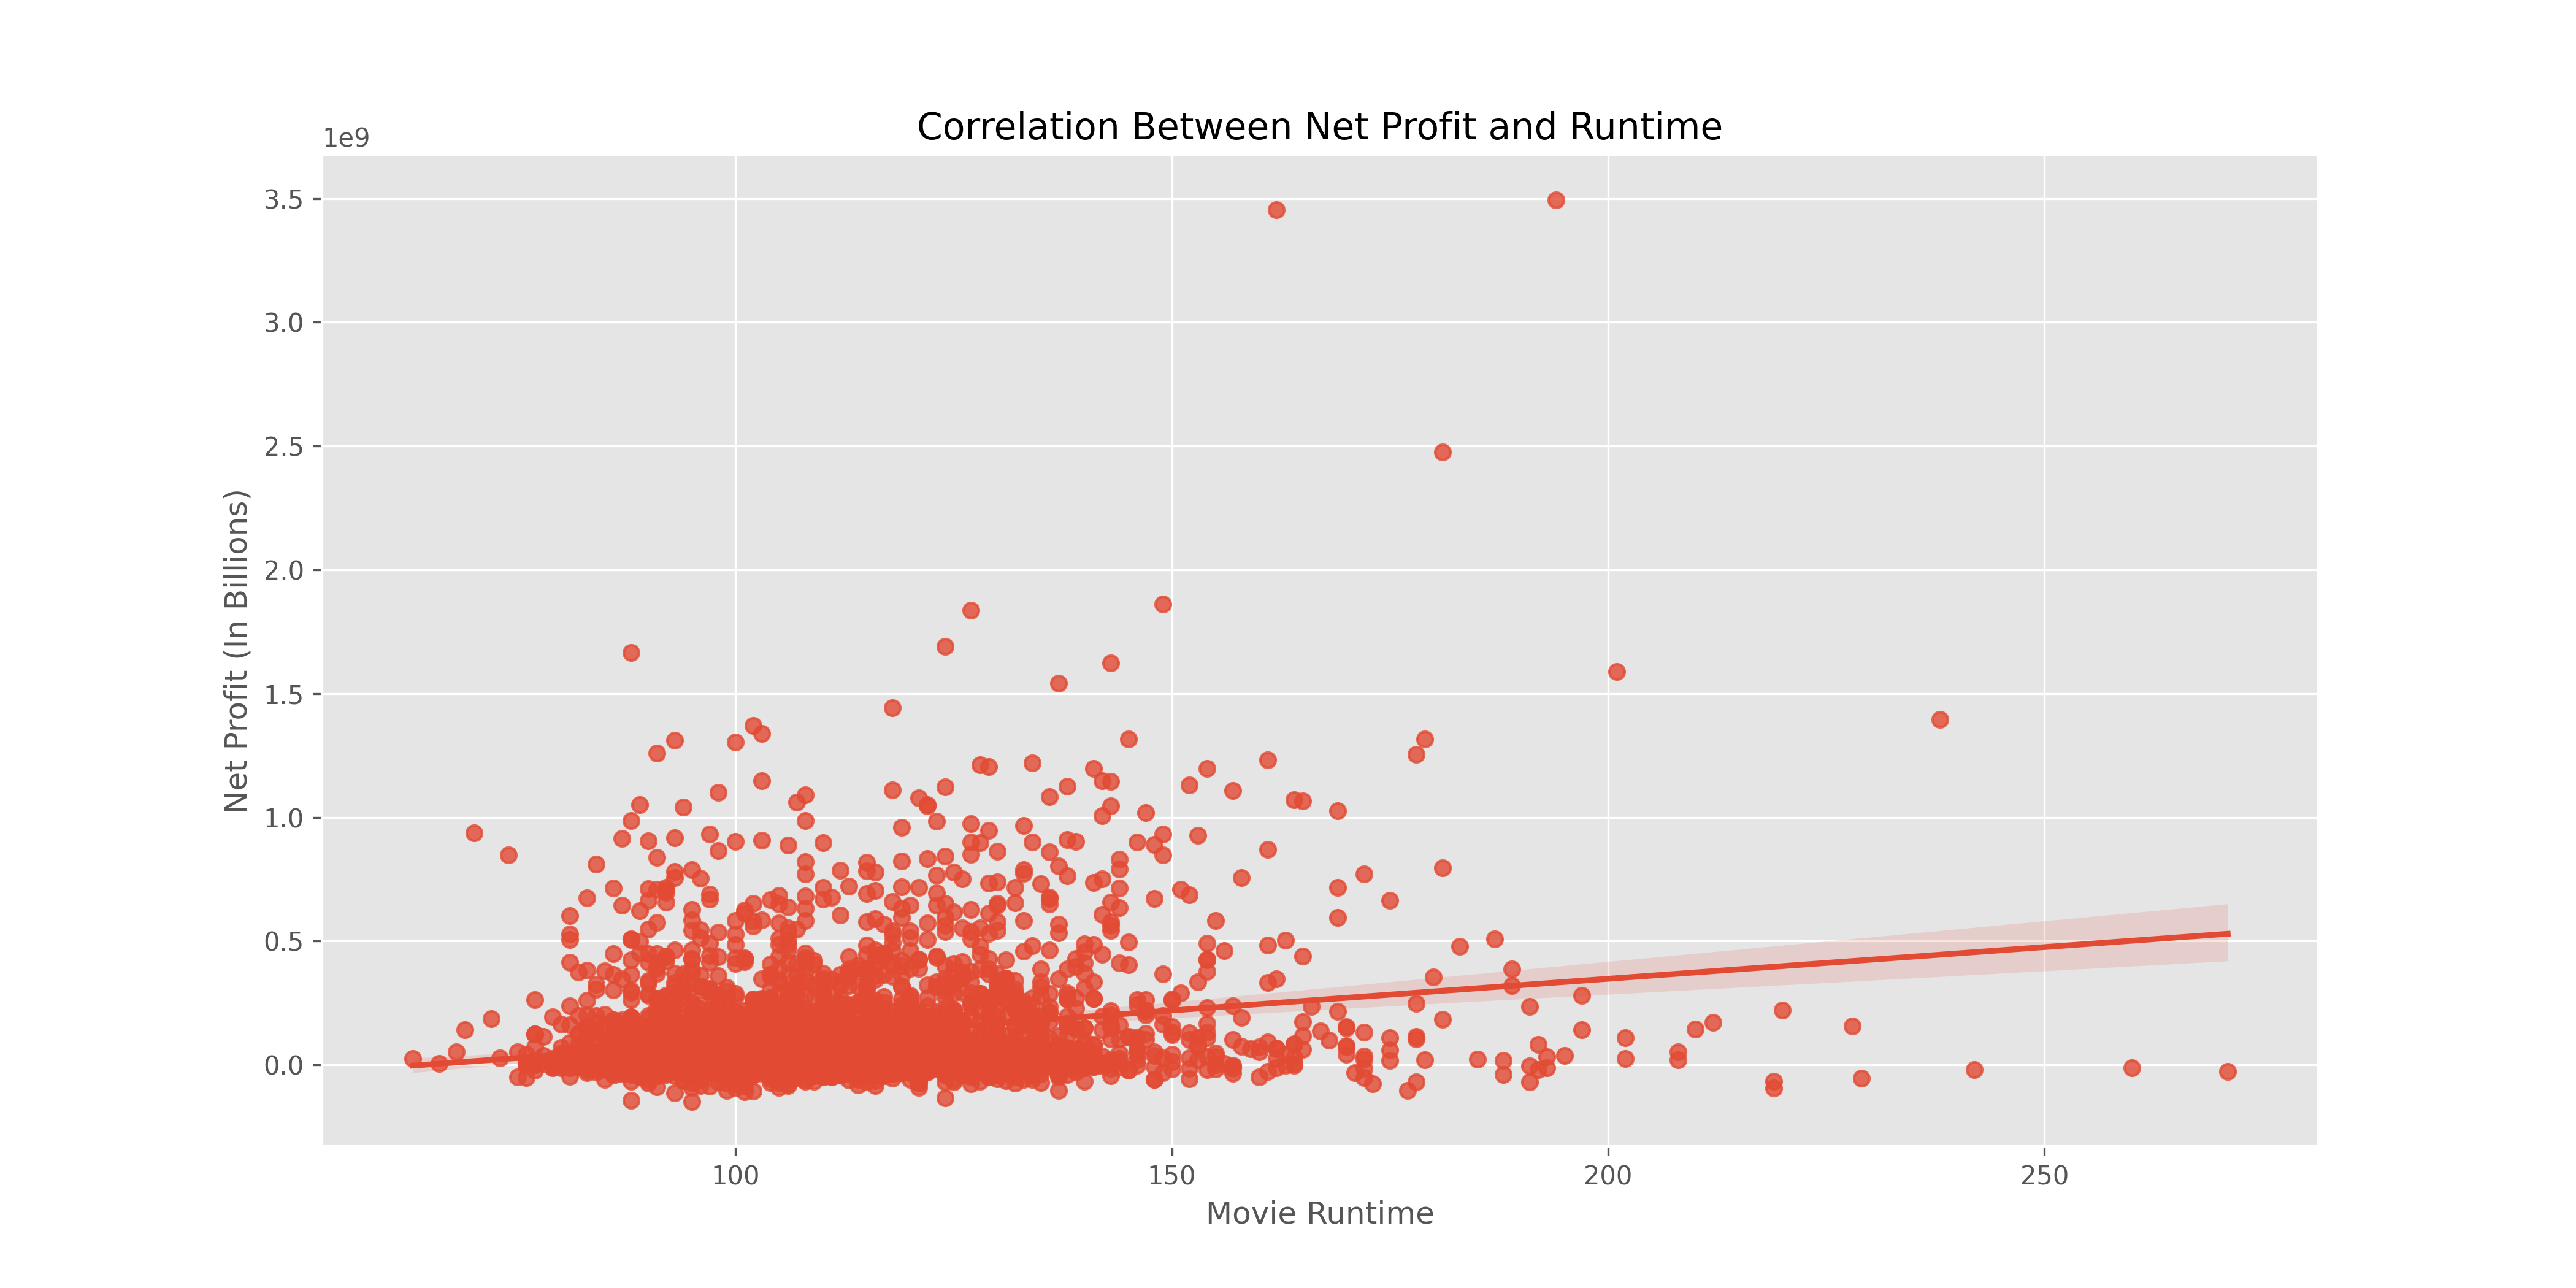 Correlation Between Net Profit and Runtime
1e9
3.5
3.0
2.5
2.0
1.5
1.0
0.5
0.0
Net Profit (In Billions)
100 150 200 250
Movie Runtime